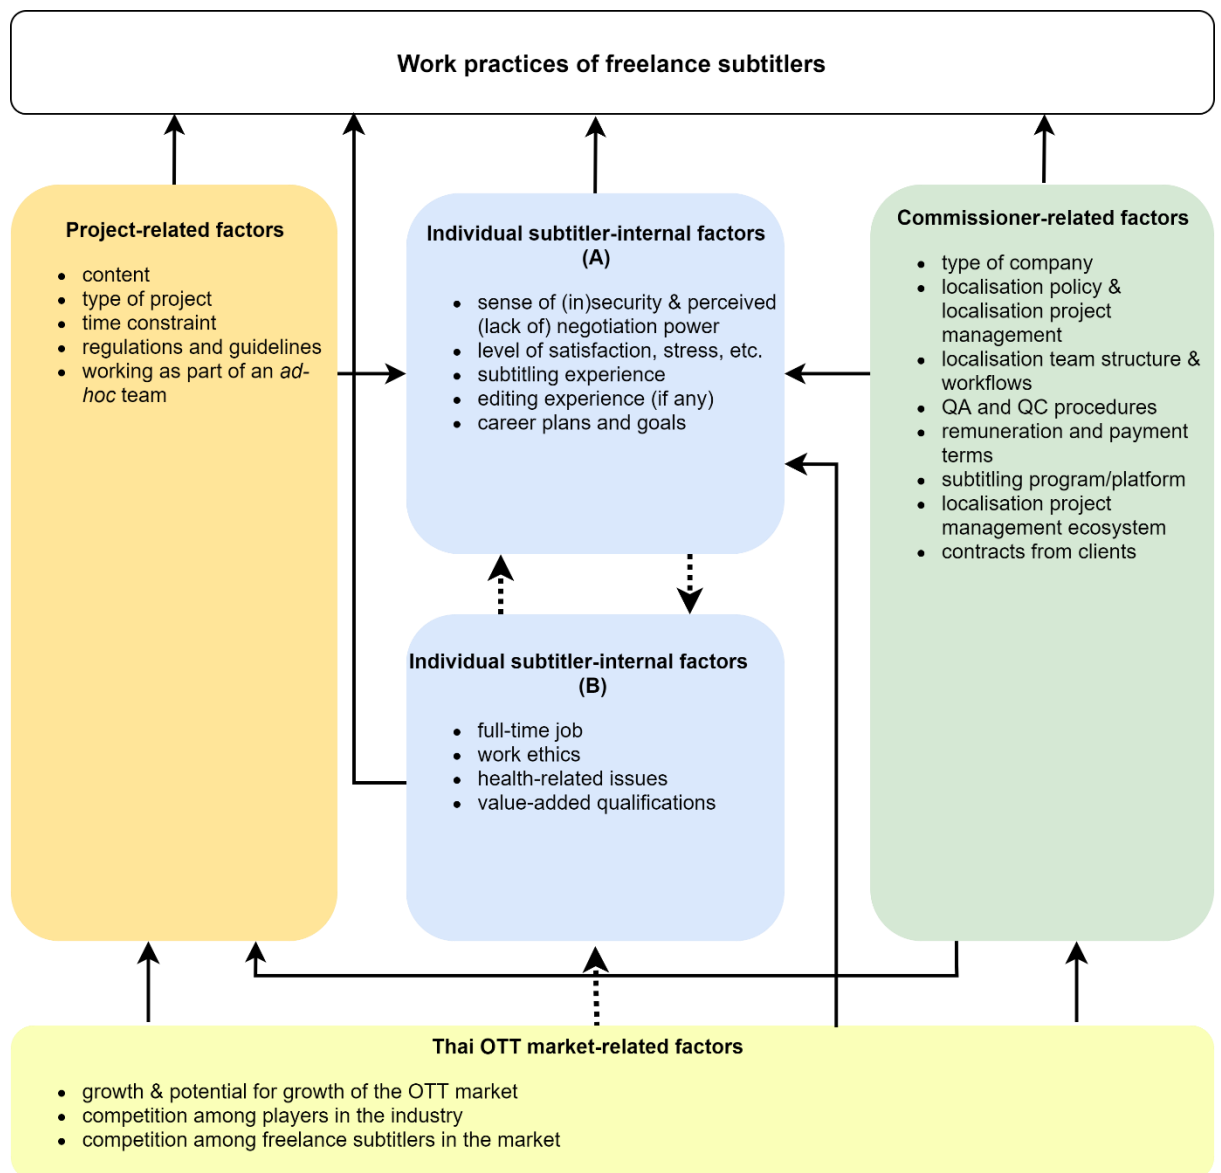 Work practices of freelance subtitlers
Project-related factors
• content
• type of project
• time constraint
• regulations and guidelines
• working as part of an ad-
hoc team
Individual subtitler-internal factors
(A)
• sense of (in)security & perceived
(lack of) negotiation power
• level of satisfaction, stress, etc.
• subtitling experience
• editing experience (if any)
• career plans and goals
Commissioner-related factors
• type of company
• localisation policy &
localisation project
management
• localisation team structure &
workflows
• QA and QC procedures
• remuneration and payment
terms
• subtitling program/platform
• localisation project
management ecosystem
• contracts from clients
Individual subtitler-internal factors
(B)
• full-time job
• work ethics
• health-related issues
• value-added qualifications
Thai OTT market-related factors
• growth & potential for growth of the OTT market
• competition among players in the industry
• competition among freelance subtitlers in the market